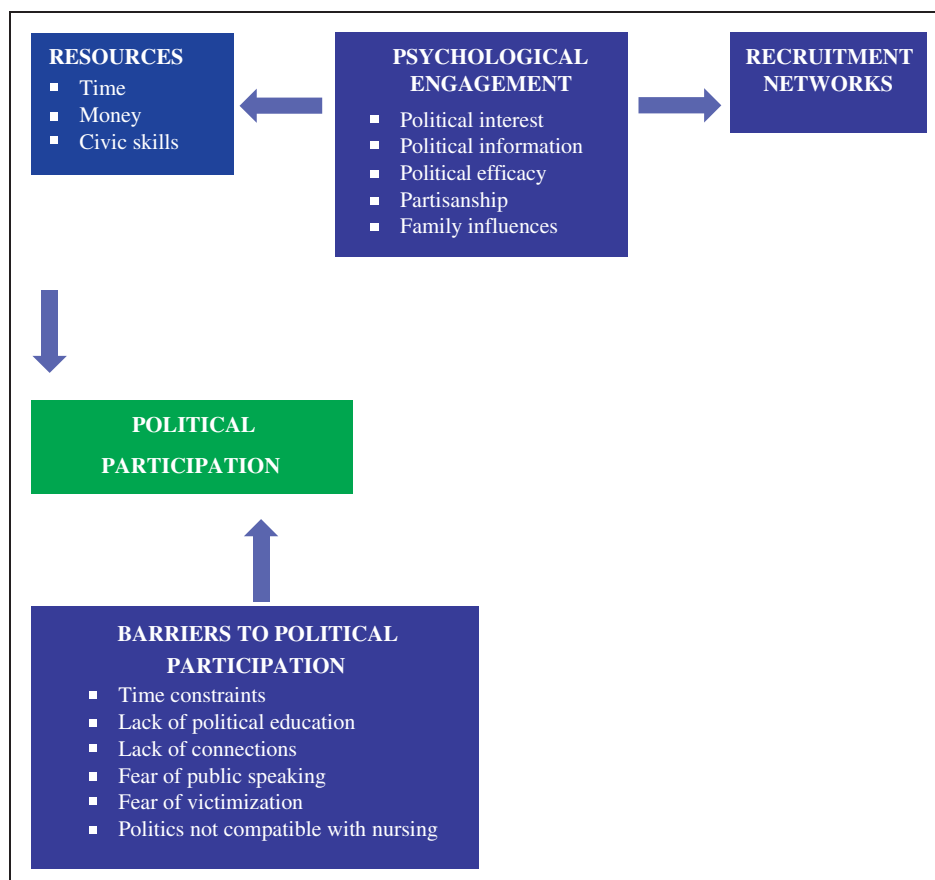 RESOURCES
▪ Time
▪ Money
▪ Civic skills
PSYCHOLOGICAL
ENGAGEMENT
▪ Political interest
▪ Political information
▪ Political efficacy
▪ Partisanship
▪ Family influences
RECRUITMENT
NETWORKS
POLITICAL
PARTICIPATION
BARRIERS TO POLITICAL
PARTICIPATION
▪ Time constraints
▪ Lack of political education
▪ Lack of connections
▪ Fear of public speaking
▪ Fear of victimization
▪ Politics not compatible with nursing